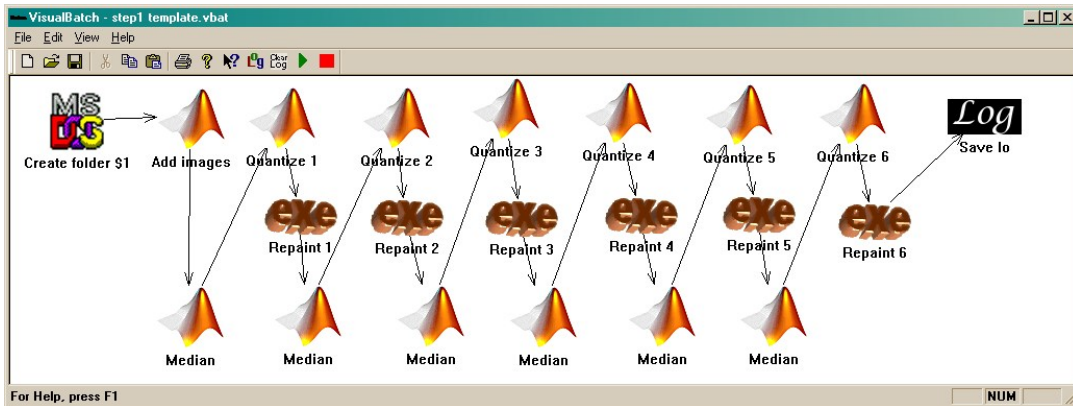 VisualBatch - step1 template.vbat
File Edit View Help
Log Clear Log
MS DOS
Log
Create folder $1
Add images
Quantize 1
Quantize 2
Quantize 3
Quantize 4
Quantize 5
Quantize 6
Save lo
exe
exe
exe
exe
exe
exe
Repaint 1
Repaint 2
Repaint 3
Repaint 4
Repaint 5
Repaint 6
Median
Median
Median
Median
Median
Median
For Help, press F1
NUM